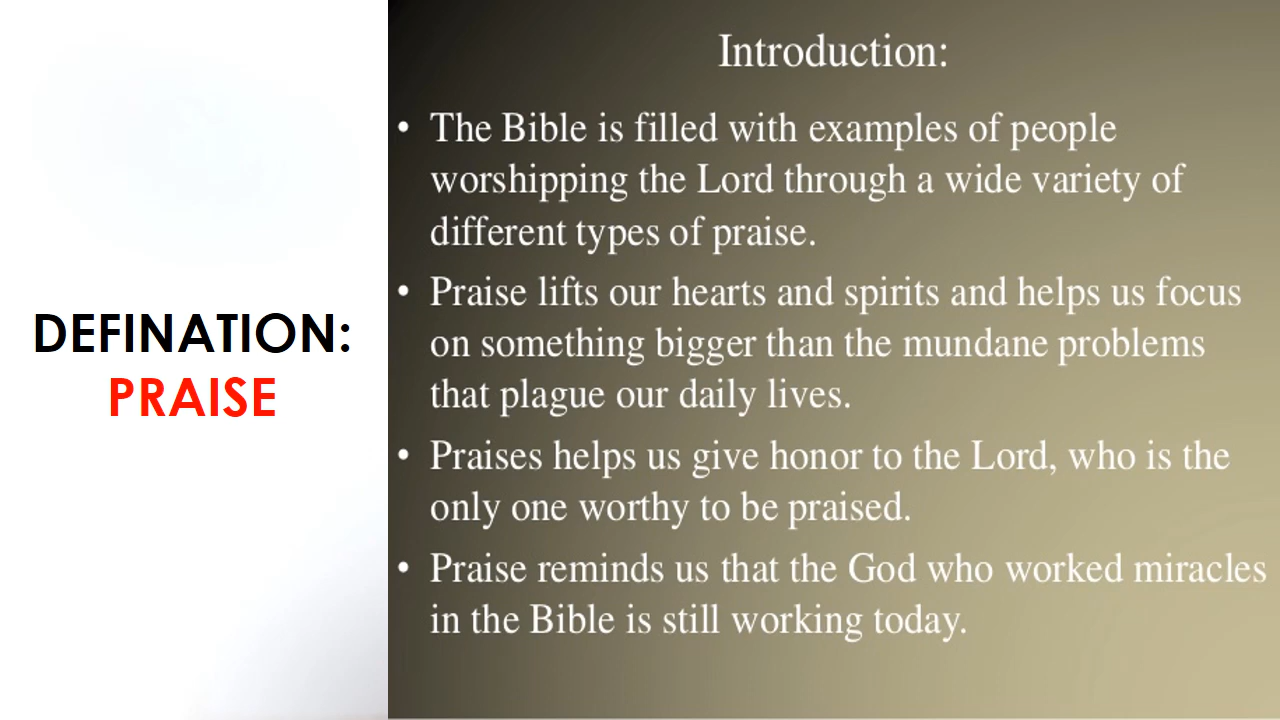 DEFINATION:
PRAISE
Introduction:
• The Bible is filled with examples of people
worshipping the Lord through a wide variety of
different types of praise.
• Praise lifts our hearts and spirits and helps us focus
on something bigger than the mundane problems
that plague our daily lives.
• Praises helps us give honor to the Lord, who is the
only one worthy to be praised.
• Praise reminds us that the God who worked miracles
in the Bible is still working today.